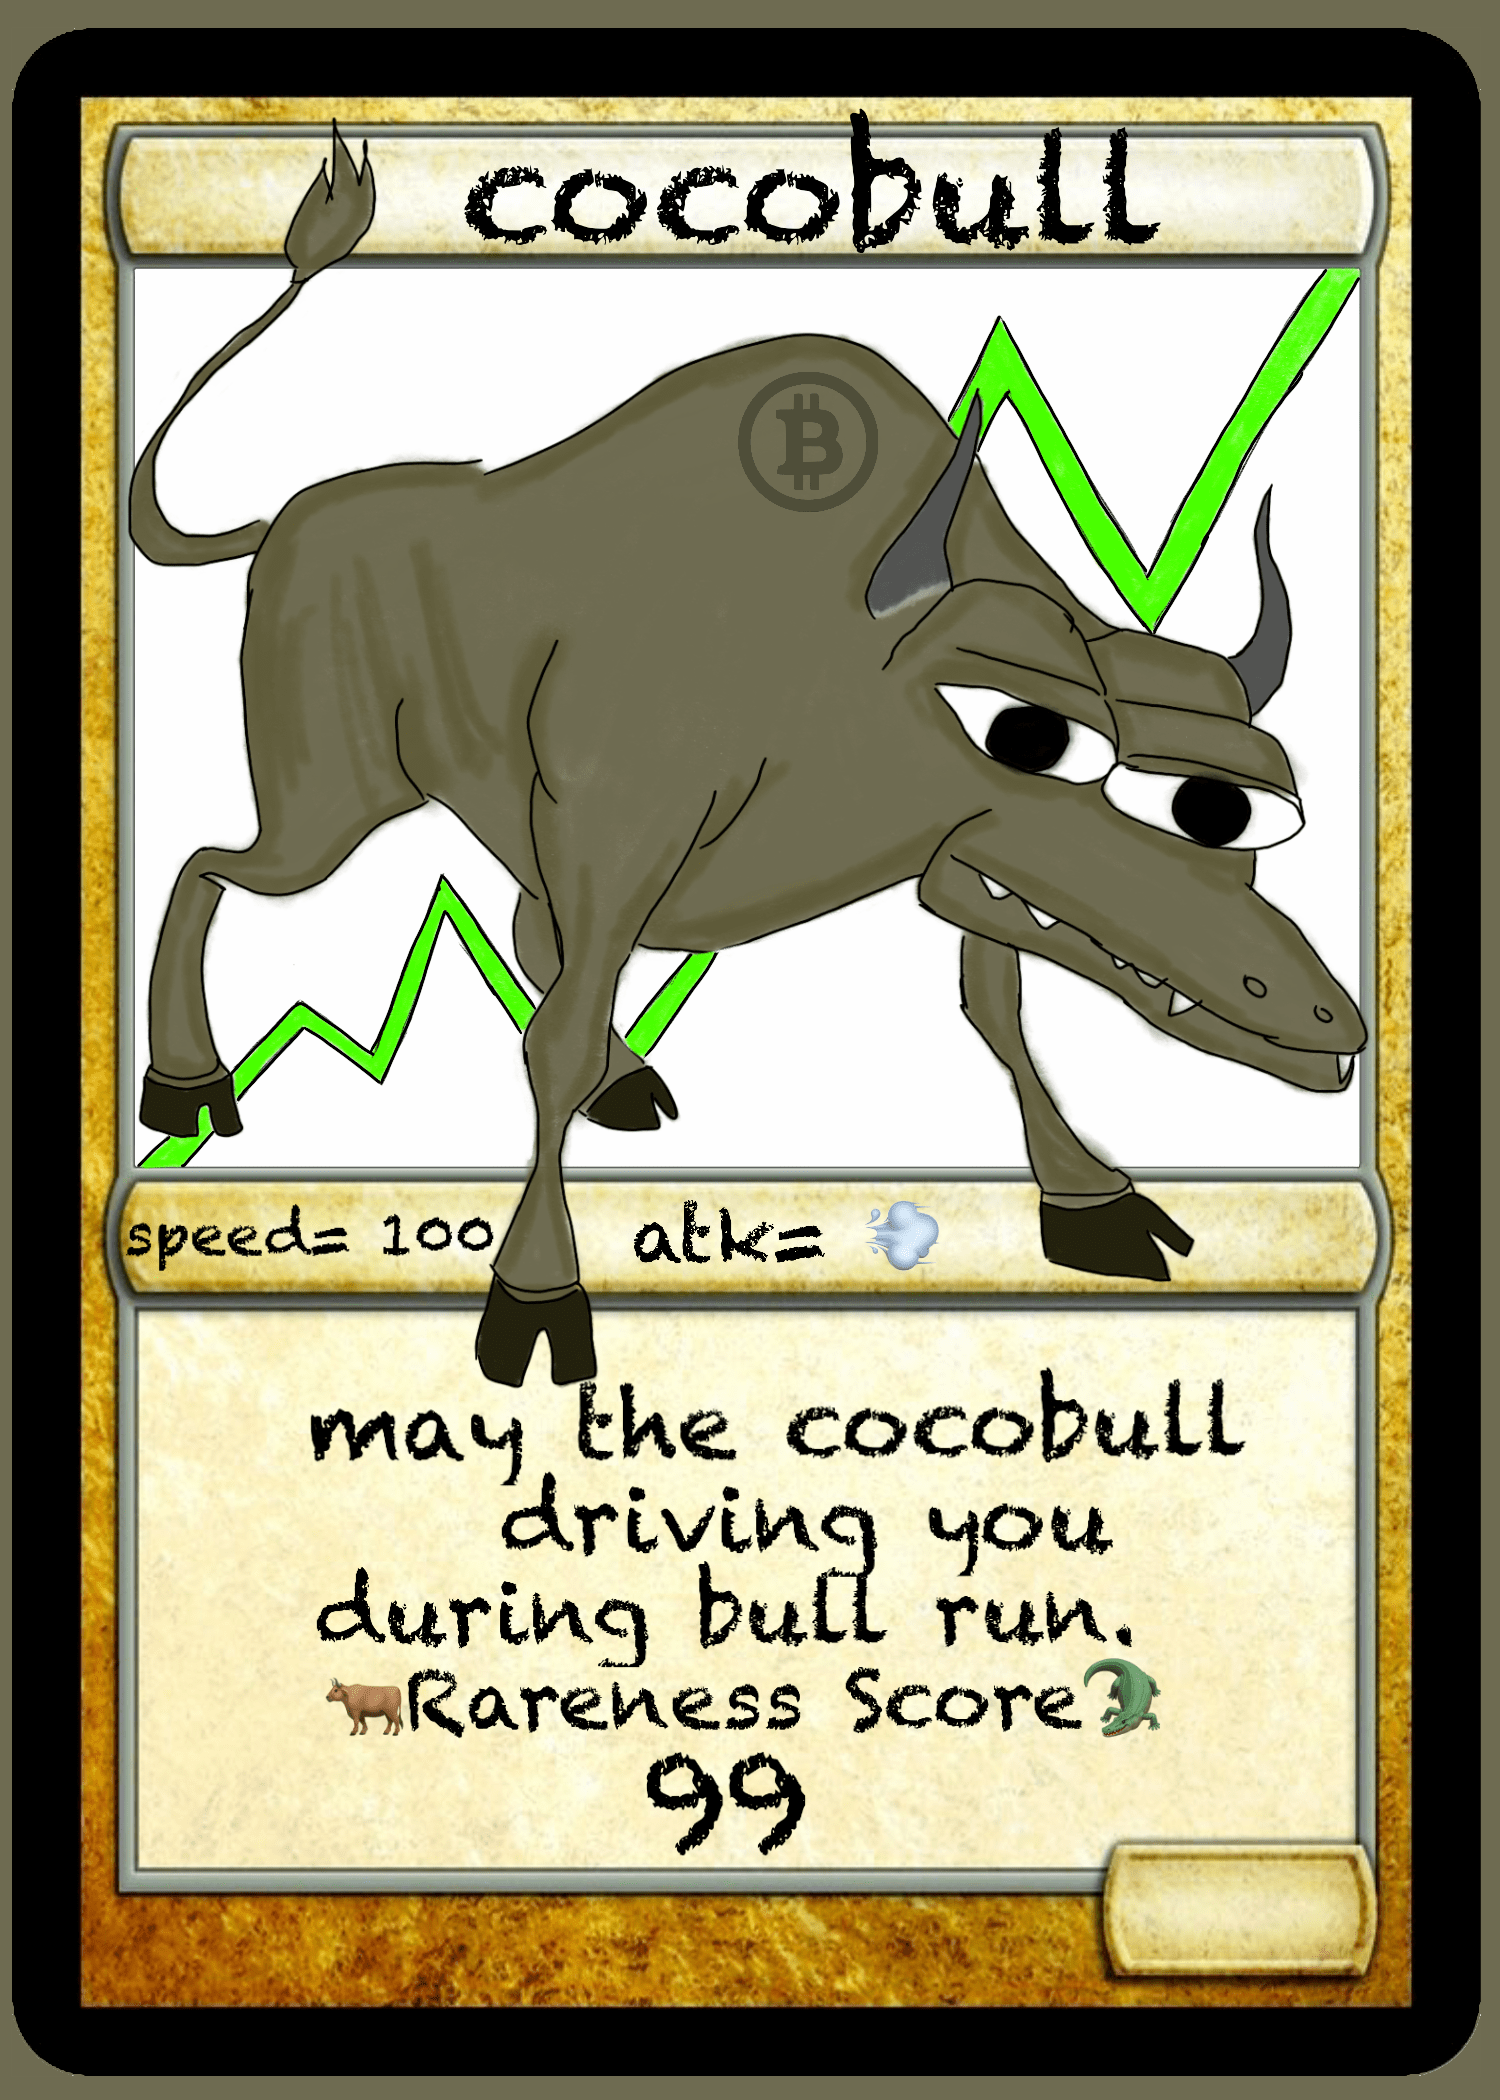 cocobull
₿
speed= 100 atk= 💨
may the cocobull
driving you
during bull run.
🐂Rareness Score🐊
99